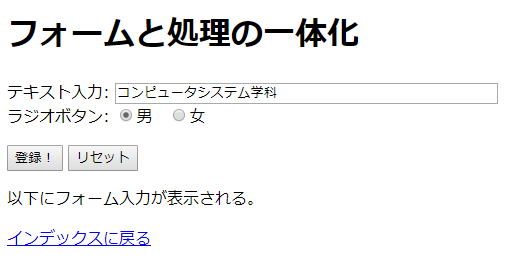 フォームと処理の一体化
テキスト入力: コンピュータシステム学科
ラジオボタン: 男 女
登録！ リセット
以下にフォーム入力が表示される。
インデックスに戻る